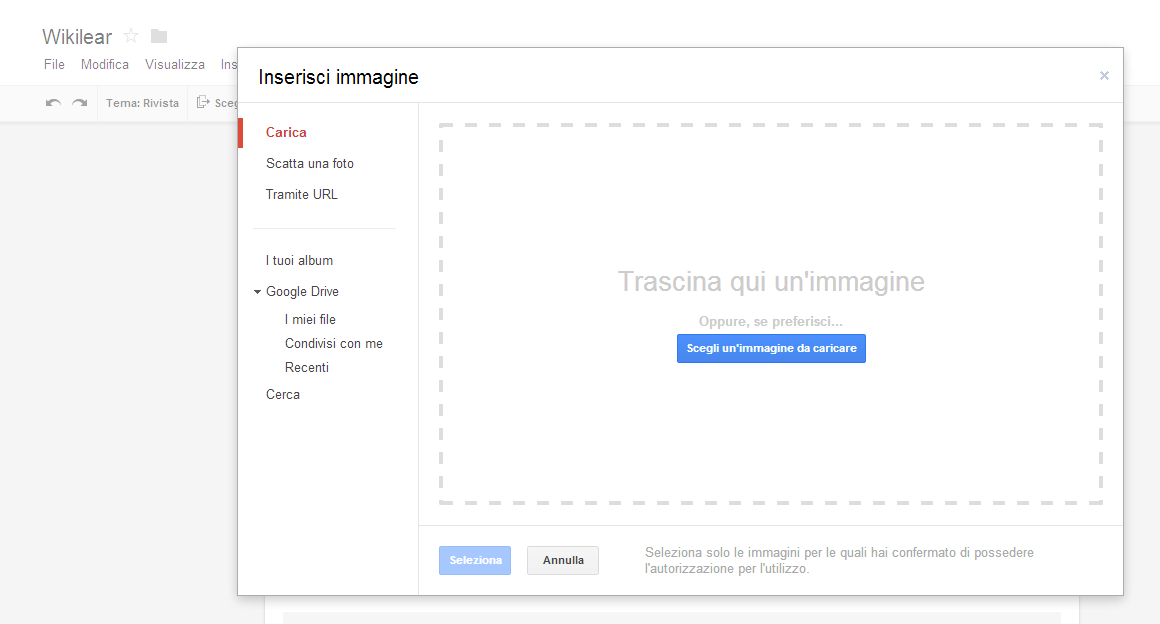 Wikilear
File Modifica Visualizza Ins
Tema: Rivista Sceg
Inserisci immagine
×
Carica
Scatta una foto
Tramite URL
I tuoi album
Google Drive
I miei file
Condivisi con me
Recenti
Cerca
Trascina qui un'immagine
Oppure, se preferisci...
Scegli un'immagine da caricare
Seleziona
Annulla
Seleziona solo le immagini per le quali hai confermato di possedere
l'autorizzazione per l'utilizzo.